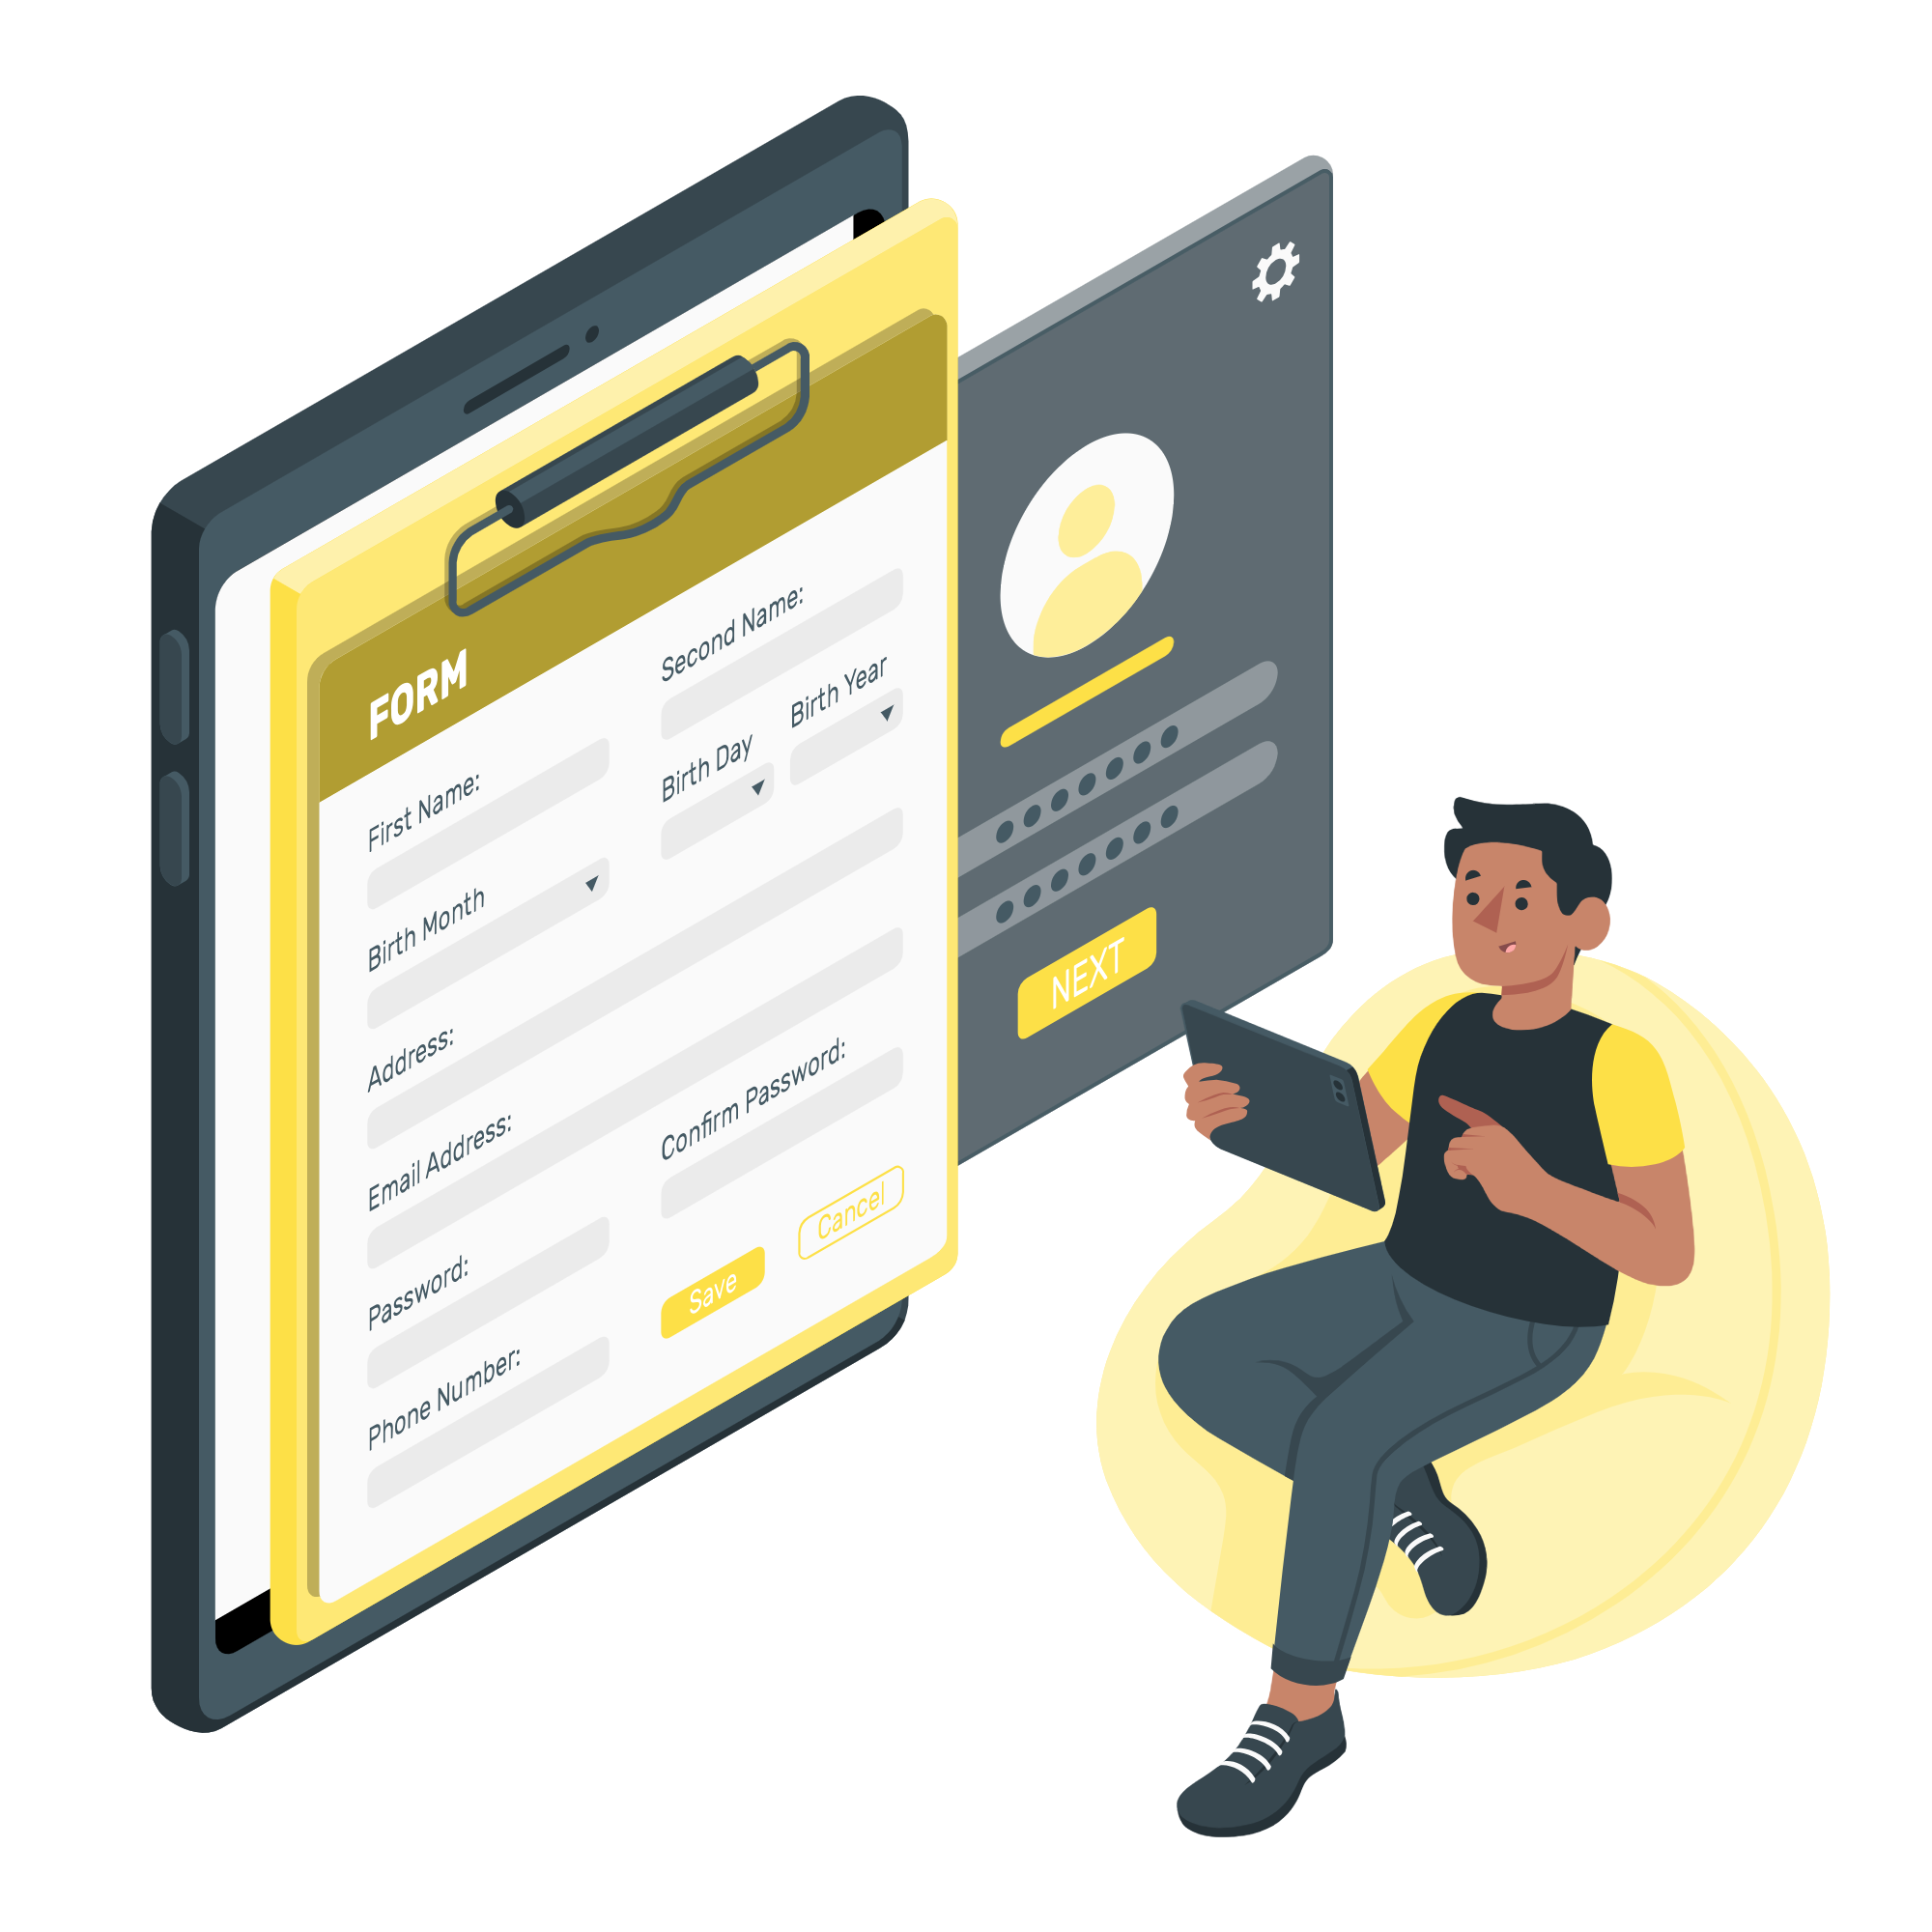 FORM
First Name:
Second Name:
Birth Month
Birth Day
Birth Year
Address:
Email Address:
Password:
Confirm Password:
Phone Number:
Save
Cancel
NEXT